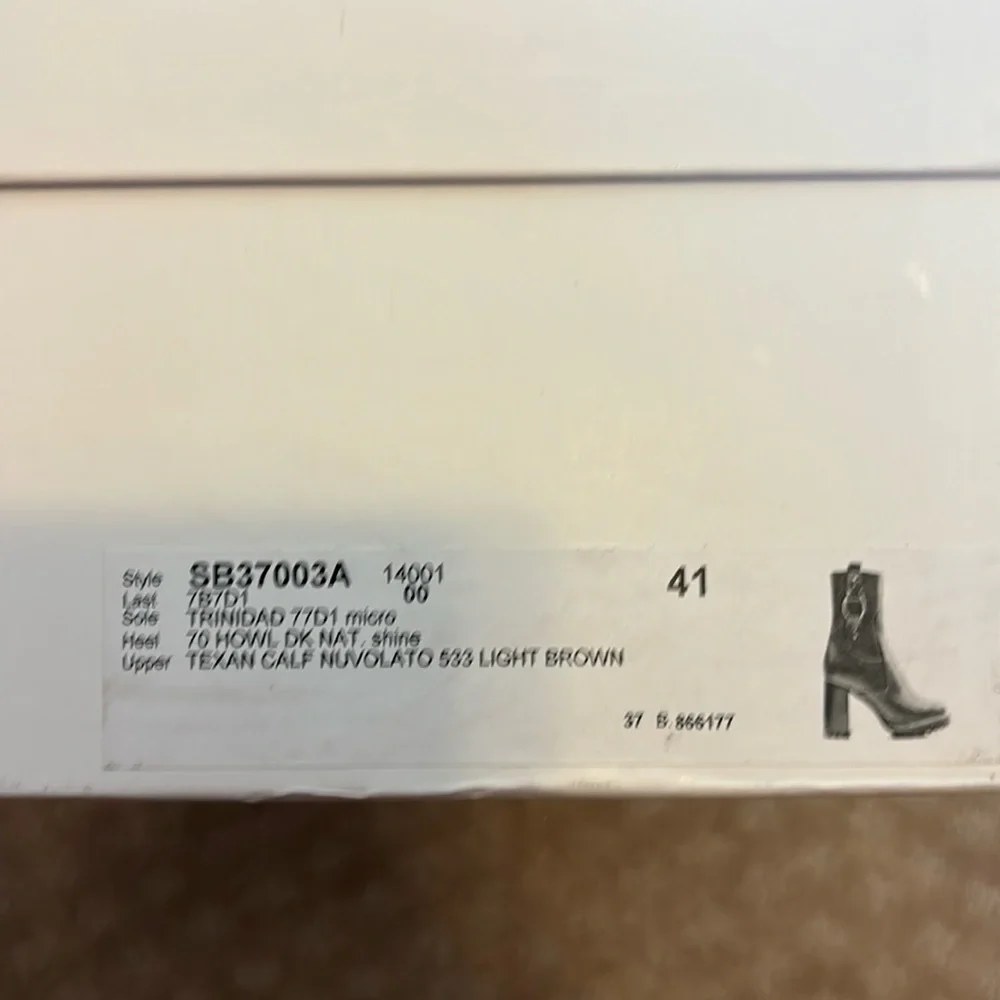 Style SB37003A 14001 41
Last 7B7D1 00
Sole TRINIDAD 77D1 micro
Heel 70 HOWL DK NAT. shine
Upper TEXAN CALF NUVOLATO 533 LIGHT BROWN
37 B. 866177